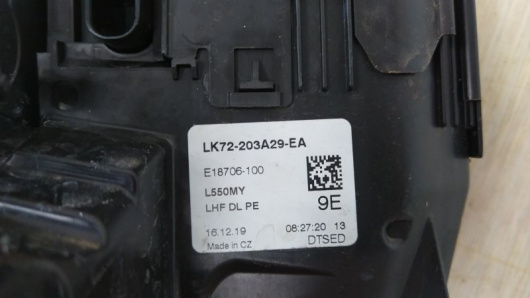 LK72-203A29-EA
E18706-100
L550MY
LHF DL PE
9E
16.12.19 08:27:20 13
Made in CZ DTSED